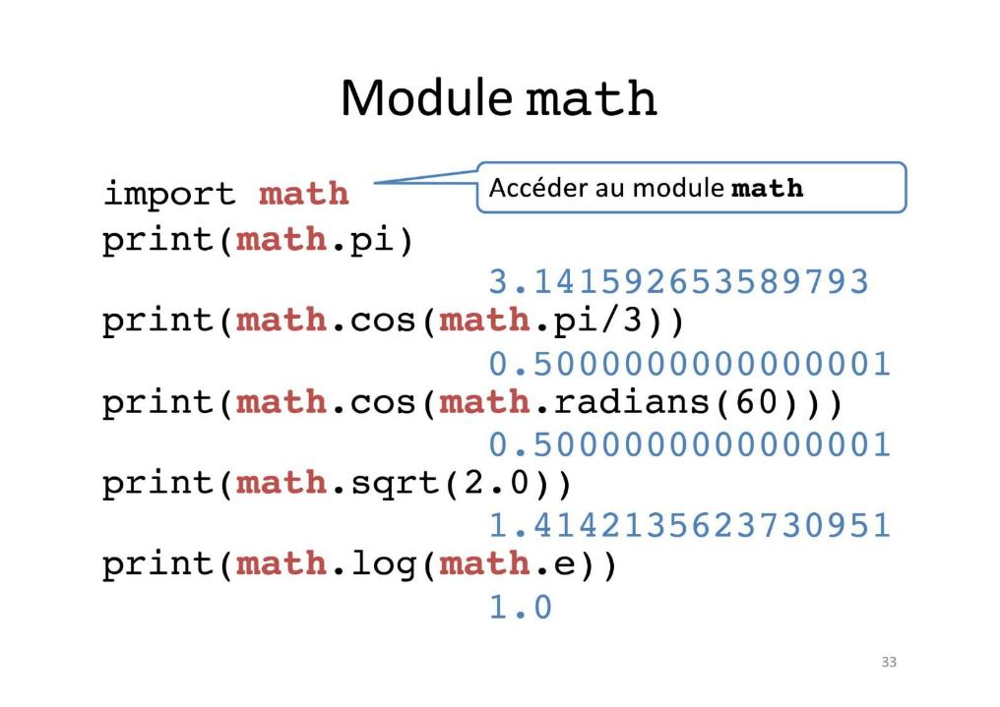 Module math
import math
Accéder au module math
print(math.pi)
3.141592653589793
print(math.cos(math.pi/3))
0.5000000000000001
print(math.cos(math.radians(60)))
0.5000000000000001
print(math.sqrt(2.0))
1.4142135623730951
print(math.log(math.e))
1.0
33